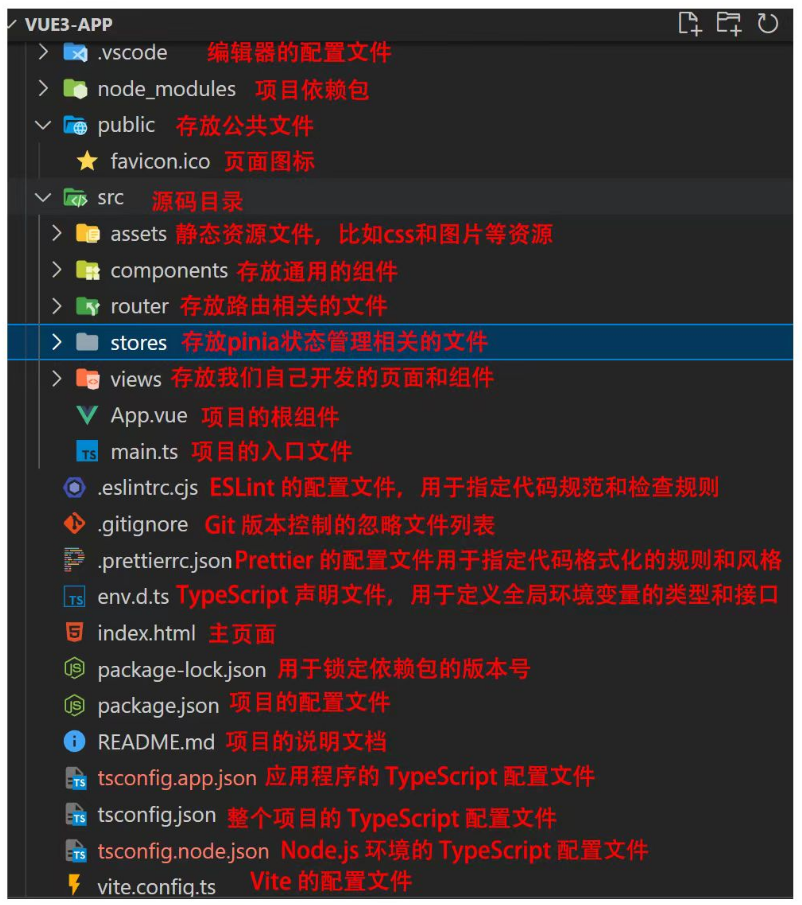 VUE3-APP
.vscode 编辑器的配置文件
node_modules 项目依赖包
public 存放公共文件
favicon.ico 页面图标
src 源码目录
assets 静态资源文件，比如css和图片等资源
components 存放通用的组件
router 存放路由相关的文件
stores 存放pinia状态管理相关的文件
views 存放我们自己开发的页面和组件
App.vue 项目的根组件
TS main.ts 项目的入口文件
.eslintrc.cjs ESLint 的配置文件，用于指定代码规范和检查规则
.gitignore Git 版本控制的忽略文件列表
.prettierrc.json Prettier 的配置文件用于指定代码格式化的规则和风格
TS env.d.ts TypeScript 声明文件，用于定义全局环境变量的类型和接口
index.html 主页面
JS package-lock.json 用于锁定依赖包的版本号
JS package.json 项目的配置文件
README.md 项目的说明文档
TS tsconfig.app.json 应用程序的 TypeScript 配置文件
TS tsconfig.json 整个项目的 TypeScript 配置文件
TS tsconfig.node.json Node.js 环境的 TypeScript 配置文件
vite.config.ts Vite 的配置文件